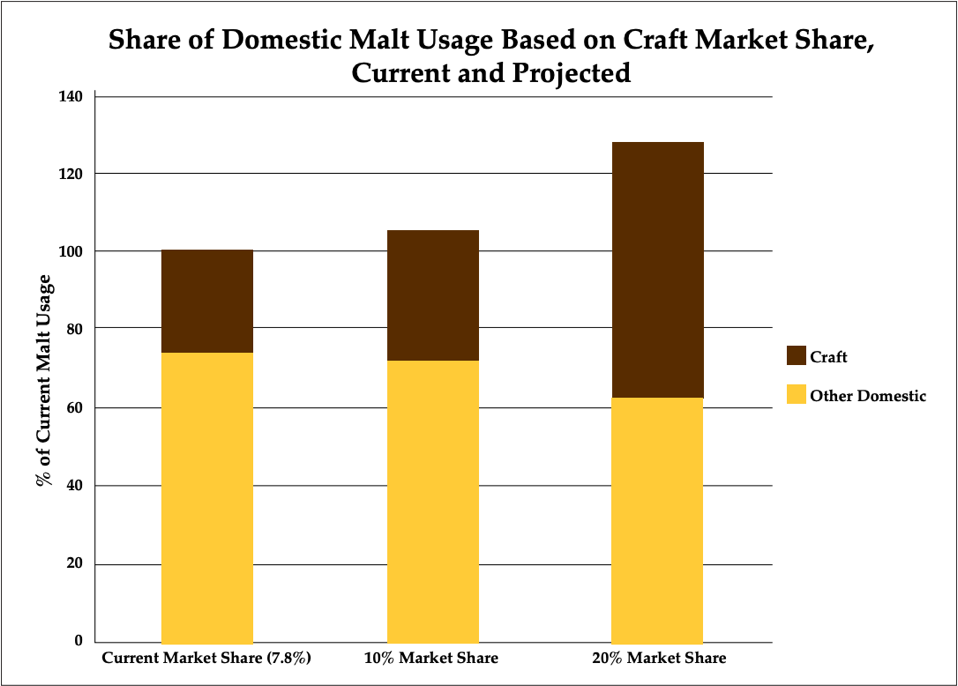 Share of Domestic Malt Usage Based on Craft Market Share,
Current and Projected
% of Current Malt Usage
140
120
100
80
60
40
20
0
Current Market Share (7.8%)
10% Market Share
20% Market Share
Craft
Other Domestic